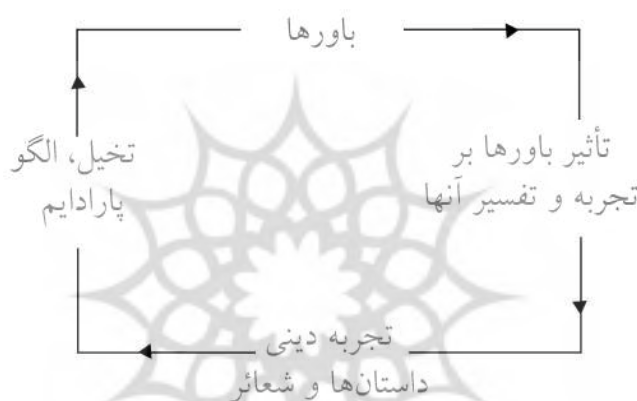 باورها
تأثیر باورها بر
تجربه و تفسیر آنها
تخیل، الگو
پارادایم
تجربه دینی
داستان‌ها و شعائر